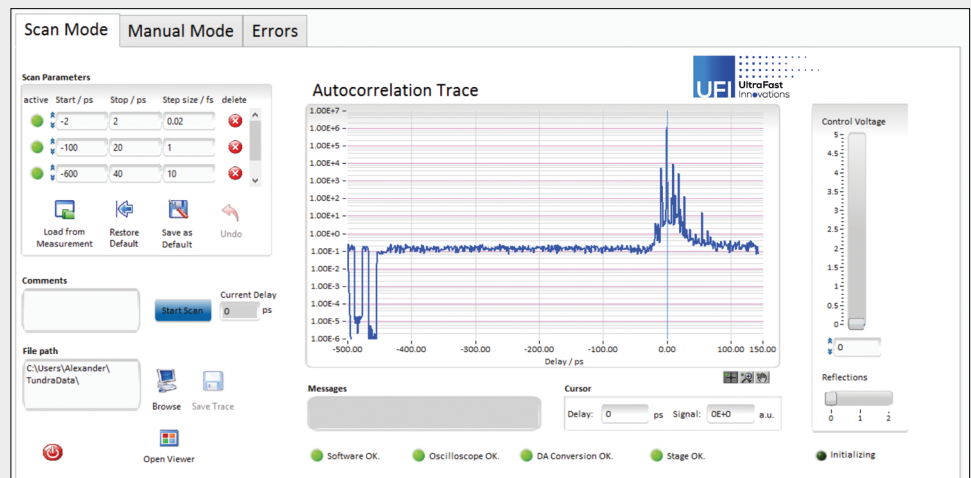 Scan Mode
Manual Mode
Errors
Scan Parameters
active Start / ps Stop / ps Step size / fs delete
-2 2 0.02
-100 20 1
-600 40 10
Load from Measurement
Restore Default
Save as Default
Undo
Comments
Start Scan
Current Delay
0 ps
File path
C:\Users\Alexander\
TundraData\
Browse
Save Trace
Open Viewer
Autocorrelation Trace
UFI UltraFast
Innovations
1.00E+7
1.00E+6
1.00E+5
1.00E+4
1.00E+3
1.00E+2
1.00E+1
1.00E+0
1.00E-1
1.00E-2
1.00E-3
1.00E-4
1.00E-5
1.00E-6
-500.00 -400.00 -300.00 -200.00 -100.00 0.00 100.00 150.00
Delay / ps
Messages
Cursor
Delay: 0 ps Signal: 0E+0 a.u.
Software OK. Oscilloscope OK. DA Conversion OK. Stage OK.
Control Voltage
5
4.5
4
3.5
3
2.5
2
1.5
1
0.5
0
0
Reflections
0 1 2
Initializing